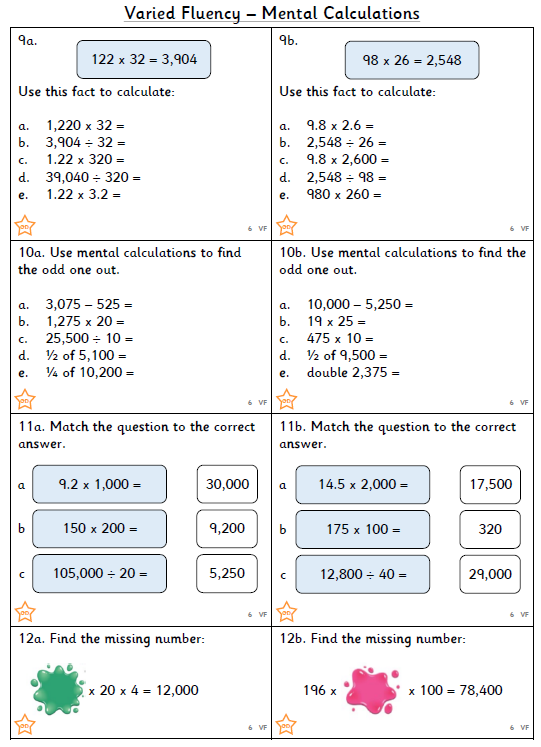 Varied Fluency – Mental Calculations
9a.
122 x 32 = 3,904
Use this fact to calculate:
a. 1,220 x 32 =
b. 3,904 ÷ 32 =
c. 1.22 x 320 =
d. 39,040 ÷ 320 =
e. 1.22 x 3.2 =
GD
6 VF
9b.
98 x 26 = 2,548
Use this fact to calculate:
a. 9.8 x 2.6 =
b. 2,548 ÷ 26 =
c. 9.8 x 2,600 =
d. 2,548 ÷ 98 =
e. 980 x 260 =
GD
6 VF
10a. Use mental calculations to find
the odd one out.
a. 3,075 – 525 =
b. 1,275 x 20 =
c. 25,500 ÷ 10 =
d. ½ of 5,100 =
e. ¼ of 10,200 =
GD
6 VF
10b. Use mental calculations to find the
odd one out.
a. 10,000 – 5,250 =
b. 19 x 25 =
c. 475 x 10 =
d. ½ of 9,500 =
e. double 2,375 =
GD
6 VF
11a. Match the question to the correct
answer.
a 9.2 x 1,000 = 30,000
b 150 x 200 = 9,200
c 105,000 ÷ 20 = 5,250
GD
6 VF
11b. Match the question to the correct
answer.
a 14.5 x 2,000 = 17,500
b 175 x 100 = 320
c 12,800 ÷ 40 = 29,000
GD
6 VF
12a. Find the missing number:
x 20 x 4 = 12,000
GD
6 VF
12b. Find the missing number:
196 x x 100 = 78,400
GD
6 VF